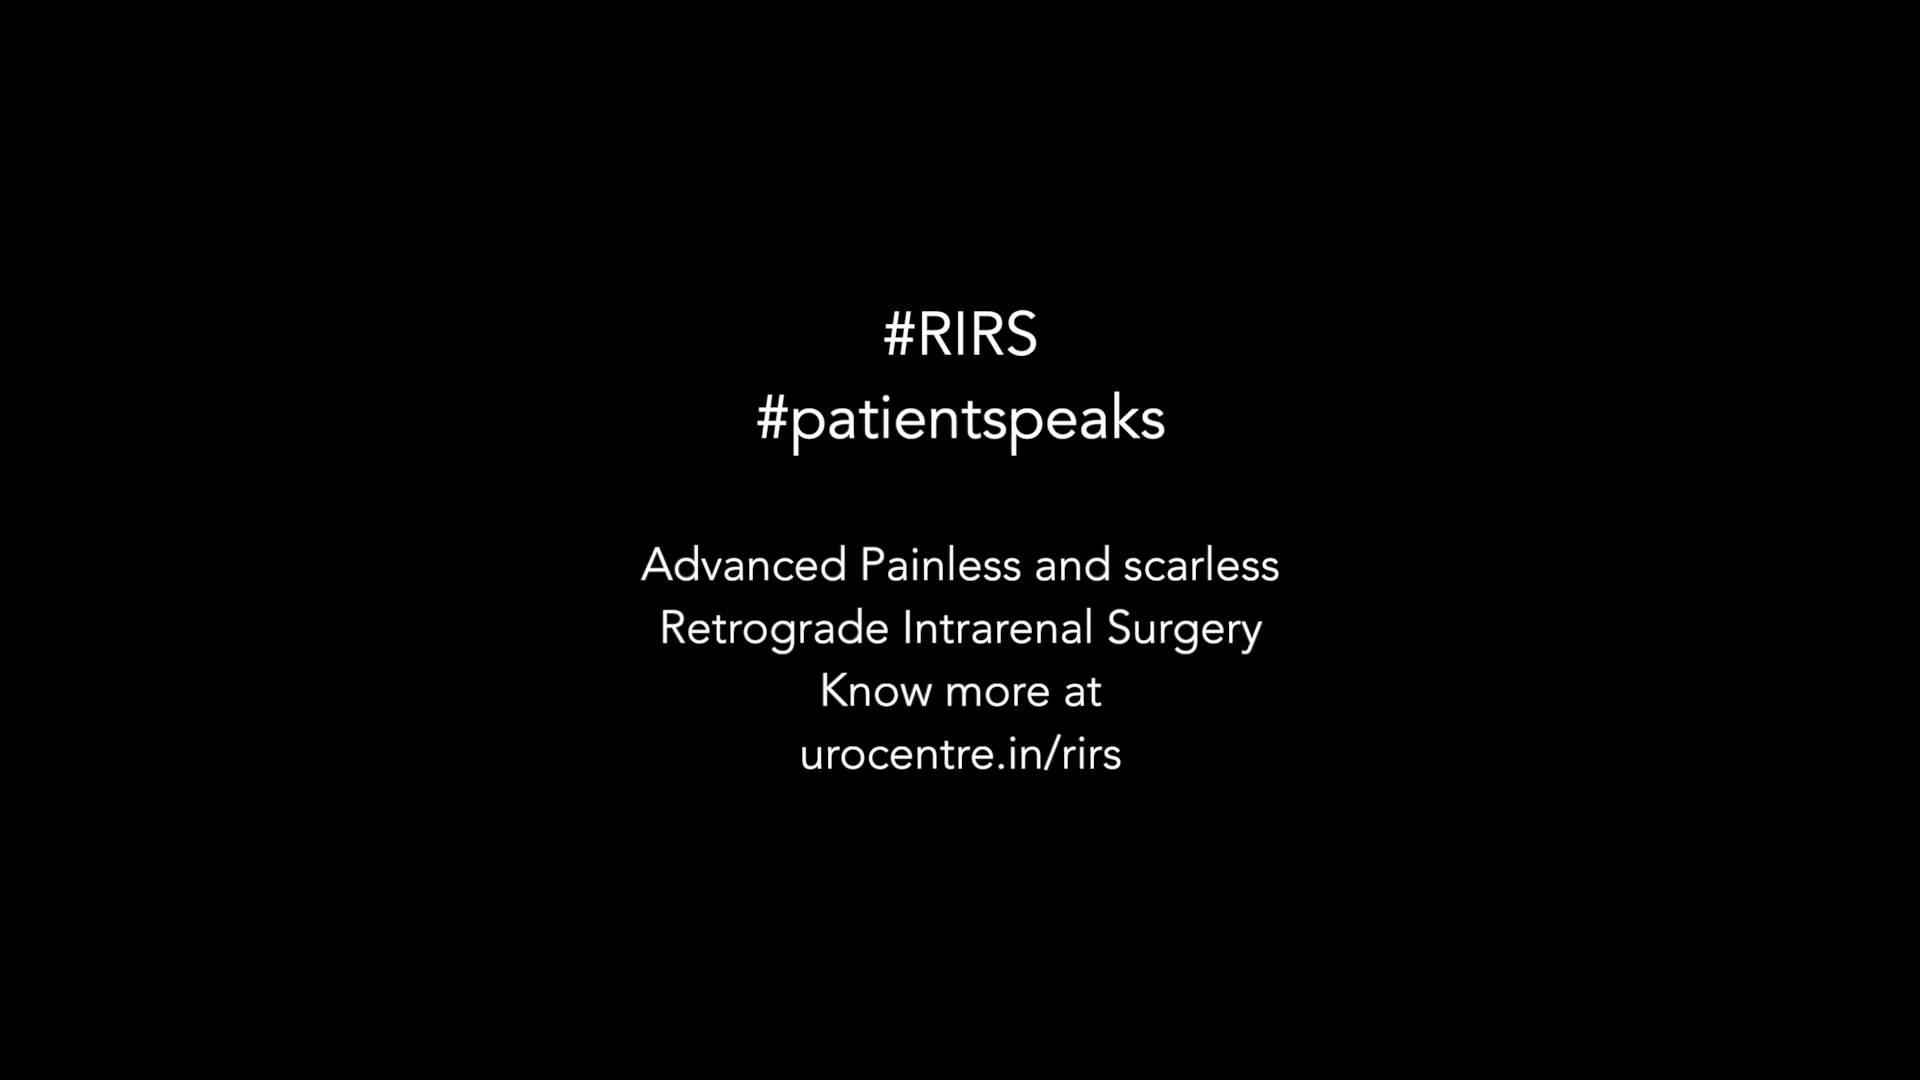 #RIRS
#patientspeaks
Advanced Painless and scarless
Retrograde Intrarenal Surgery
Know more at
urocentre.in/rirs